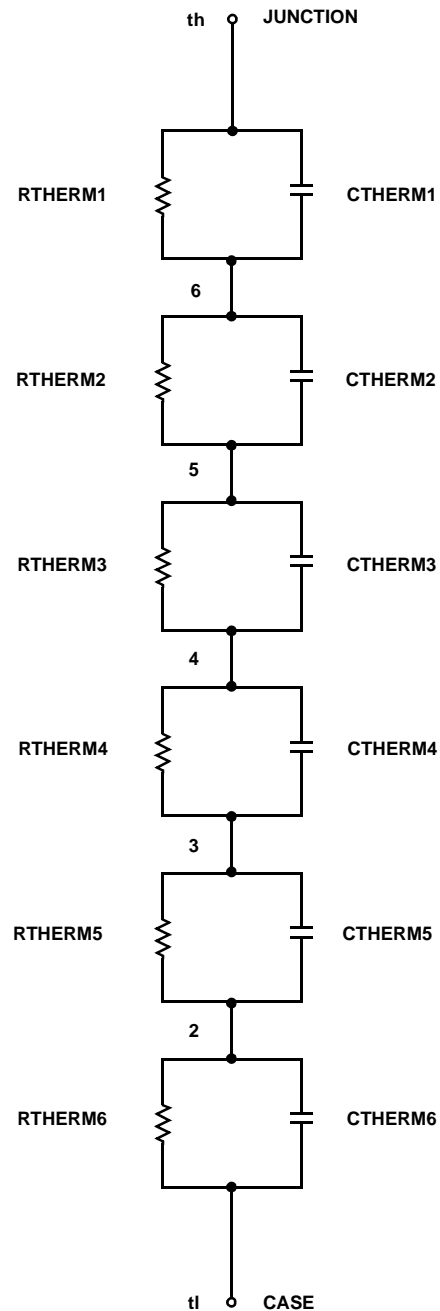 th JUNCTION
RTHERM1 CTHERM1
6
RTHERM2 CTHERM2
5
RTHERM3 CTHERM3
4
RTHERM4 CTHERM4
3
RTHERM5 CTHERM5
2
RTHERM6 CTHERM6
tl CASE